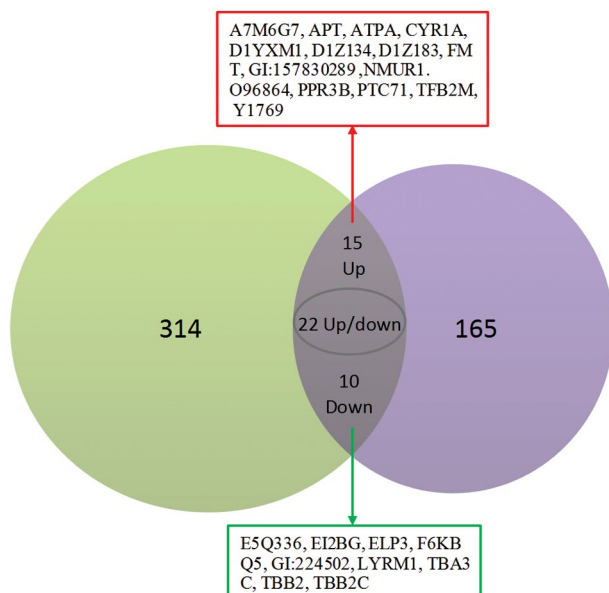 A7M6G7, APT, ATPA, CYR1A,
D1YXM1, D1Z134, D1Z183, FM
T, GI:157830289 ,NMUR1.
O96864, PPR3B, PTC71, TFB2M,
Y1769
15
Up
314
22 Up/down
165
10
Down
E5Q336, EI2BG, ELP3, F6KB
Q5, GI:224502, LYRM1, TBA3
C, TBB2, TBB2C